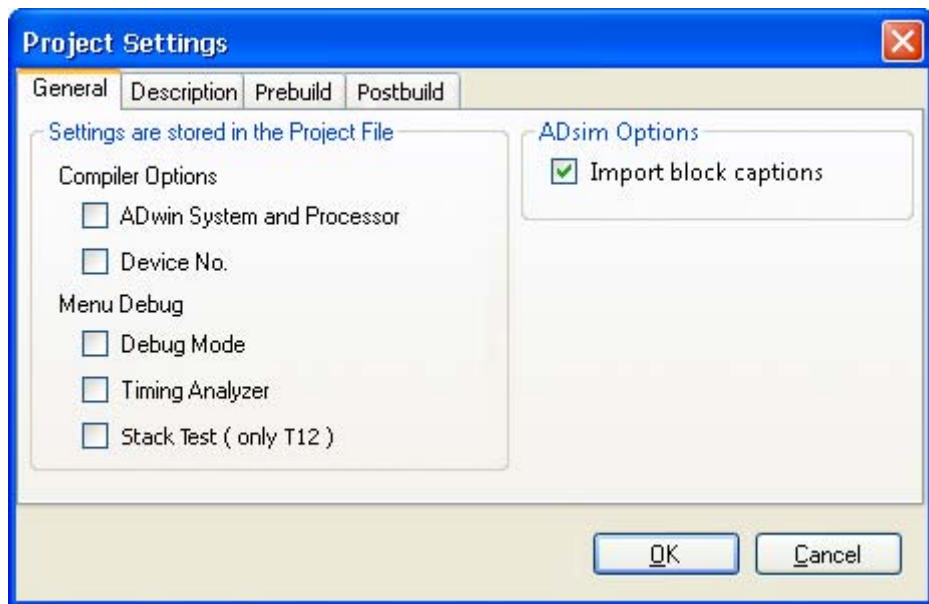 Project Settings
General Description Prebuild Postbuild
Settings are stored in the Project File
Compiler Options
ADwin System and Processor
Device No.
Menu Debug
Debug Mode
Timing Analyzer
Stack Test ( only T12 )
ADsim Options
Import block captions
OK Cancel